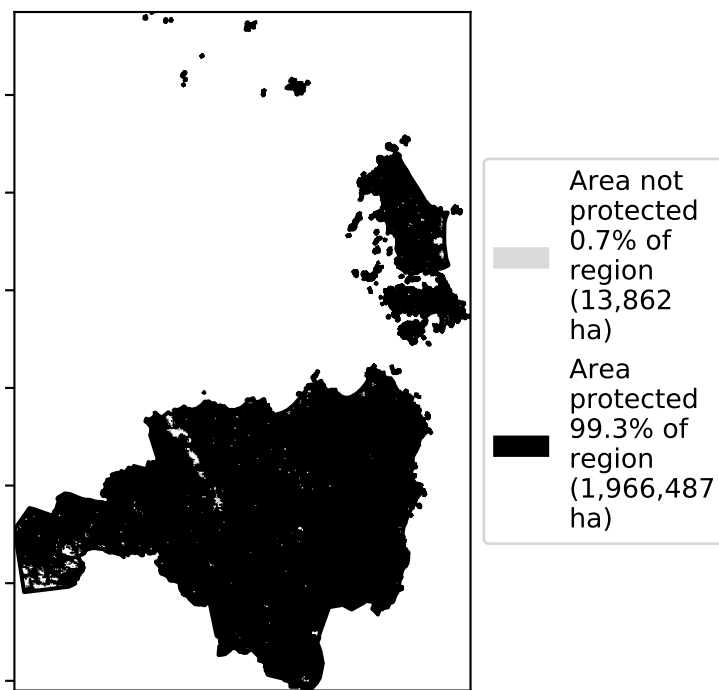 Area not
protected
0.7% of
region
(13,862
ha)
Area
protected
99.3% of
region
(1,966,487
ha)